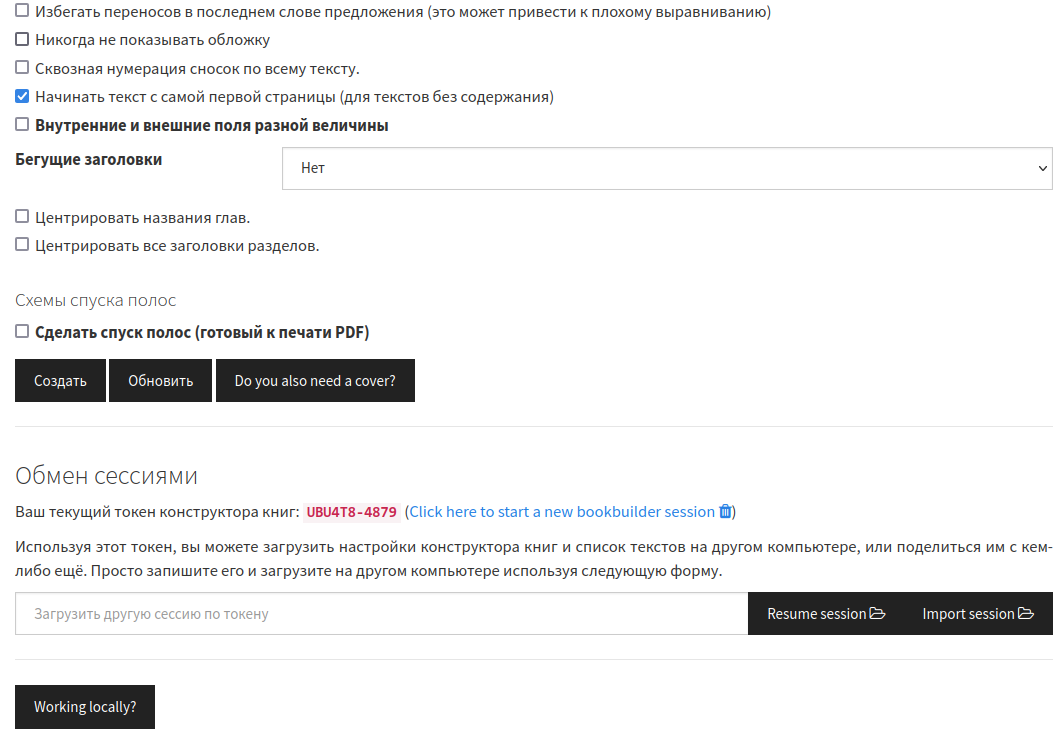 Избегать переносов в последнем слове предложения (это может привести к плохому выравниванию)
Никогда не показывать обложку
Сквозная нумерация сносок по всему тексту.
Начинать текст с самой первой страницы (для текстов без содержания)
Внутренние и внешние поля разной величины
Бегущие заголовки
Нет
Центрировать названия глав.
Центрировать все заголовки разделов.
Схемы спуска полос
Сделать спуск полос (готовый к печати PDF)
Создать Обновить Do you also need a cover?
Обмен сессиями
Ваш текущий токен конструктора книг: UBU4T8-4879 (Click here to start a new bookbuilder session)
Используя этот токен, вы можете загрузить настройки конструктора книг и список текстов на другом компьютере, или поделиться им с кем-
либо ещё. Просто запишите его и загрузите на другом компьютере используя следующую форму.
Загрузить другую сессию по токену Resume session Import session
Working locally?